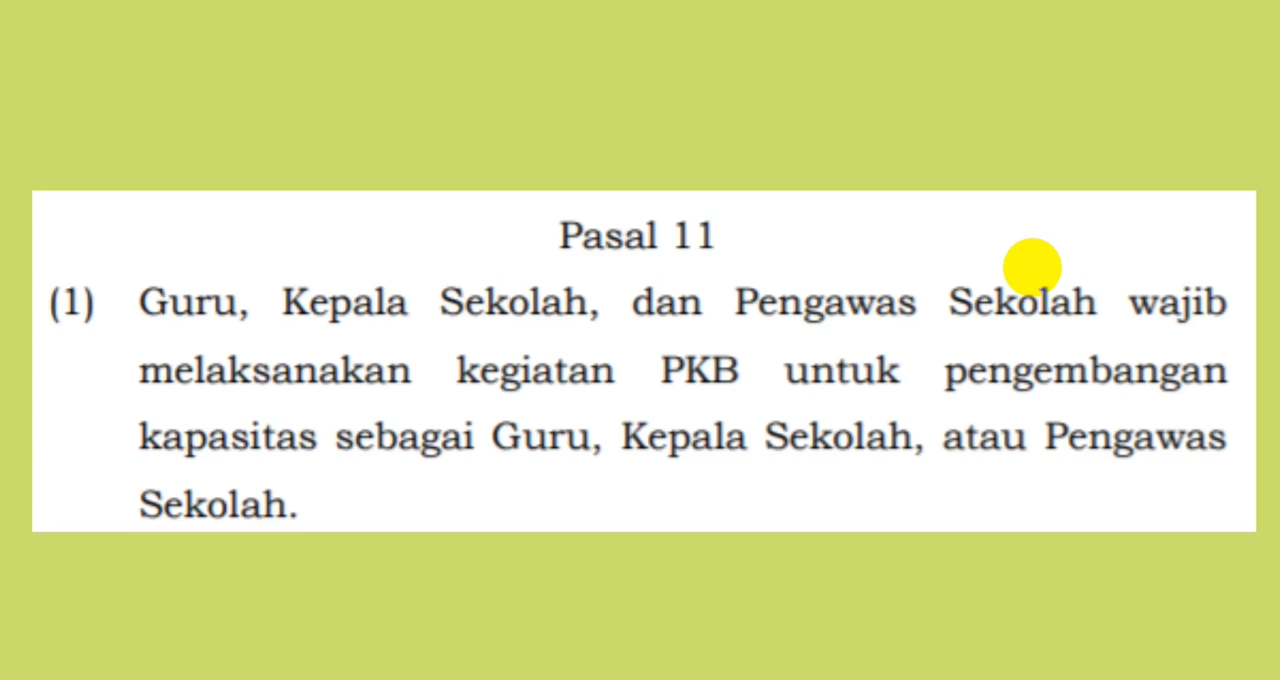 Pasal 11
(1) Guru, Kepala Sekolah, dan Pengawas Sekolah wajib
melaksanakan kegiatan PKB untuk pengembangan
kapasitas sebagai Guru, Kepala Sekolah, atau Pengawas
Sekolah.